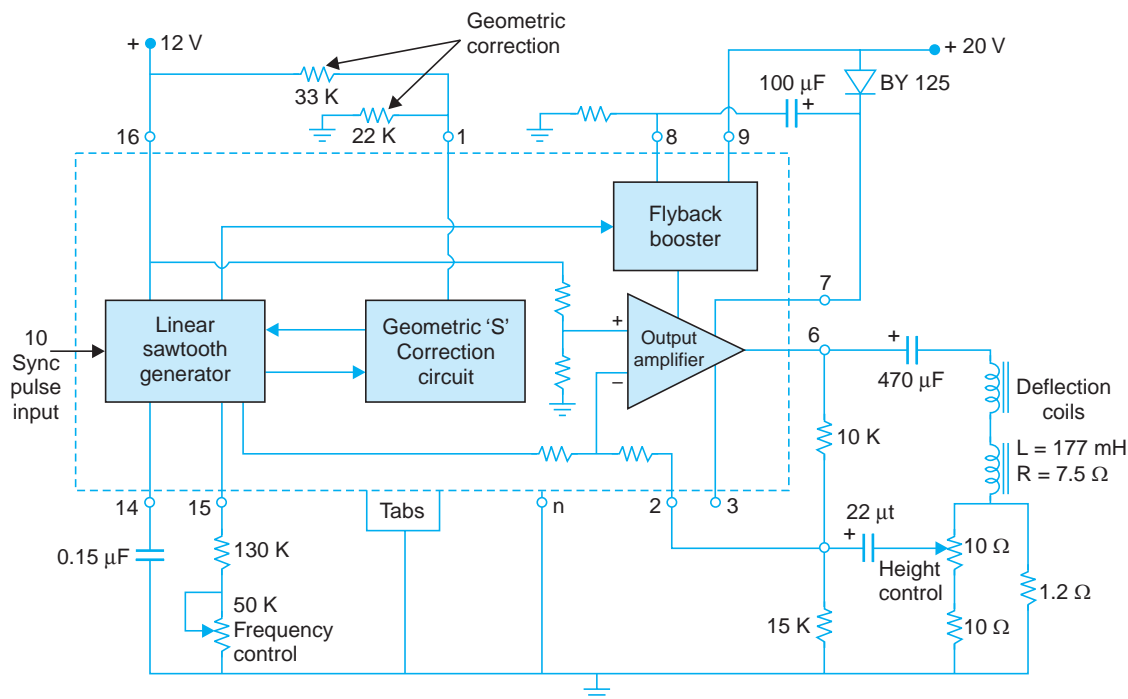 Geometric
correction
+ 12 V
+ 20 V
33 K
100 µF
+
BY 125
22 K
16
1
8
9
Flyback
booster
7
10
Sync
pulse
input
Linear
sawtooth
generator
Geometric ‘S’
Correction
circuit
+
Output
amplifier
–
6
+
470 µF
Deflection
coils
10 K
L = 177 mH
R = 7.5 Ω
14
15
Tabs
n
2
3
22 µt
+
0.15 µF
130 K
10 Ω
Height
control
1.2 Ω
50 K
Frequency
control
15 K
10 Ω